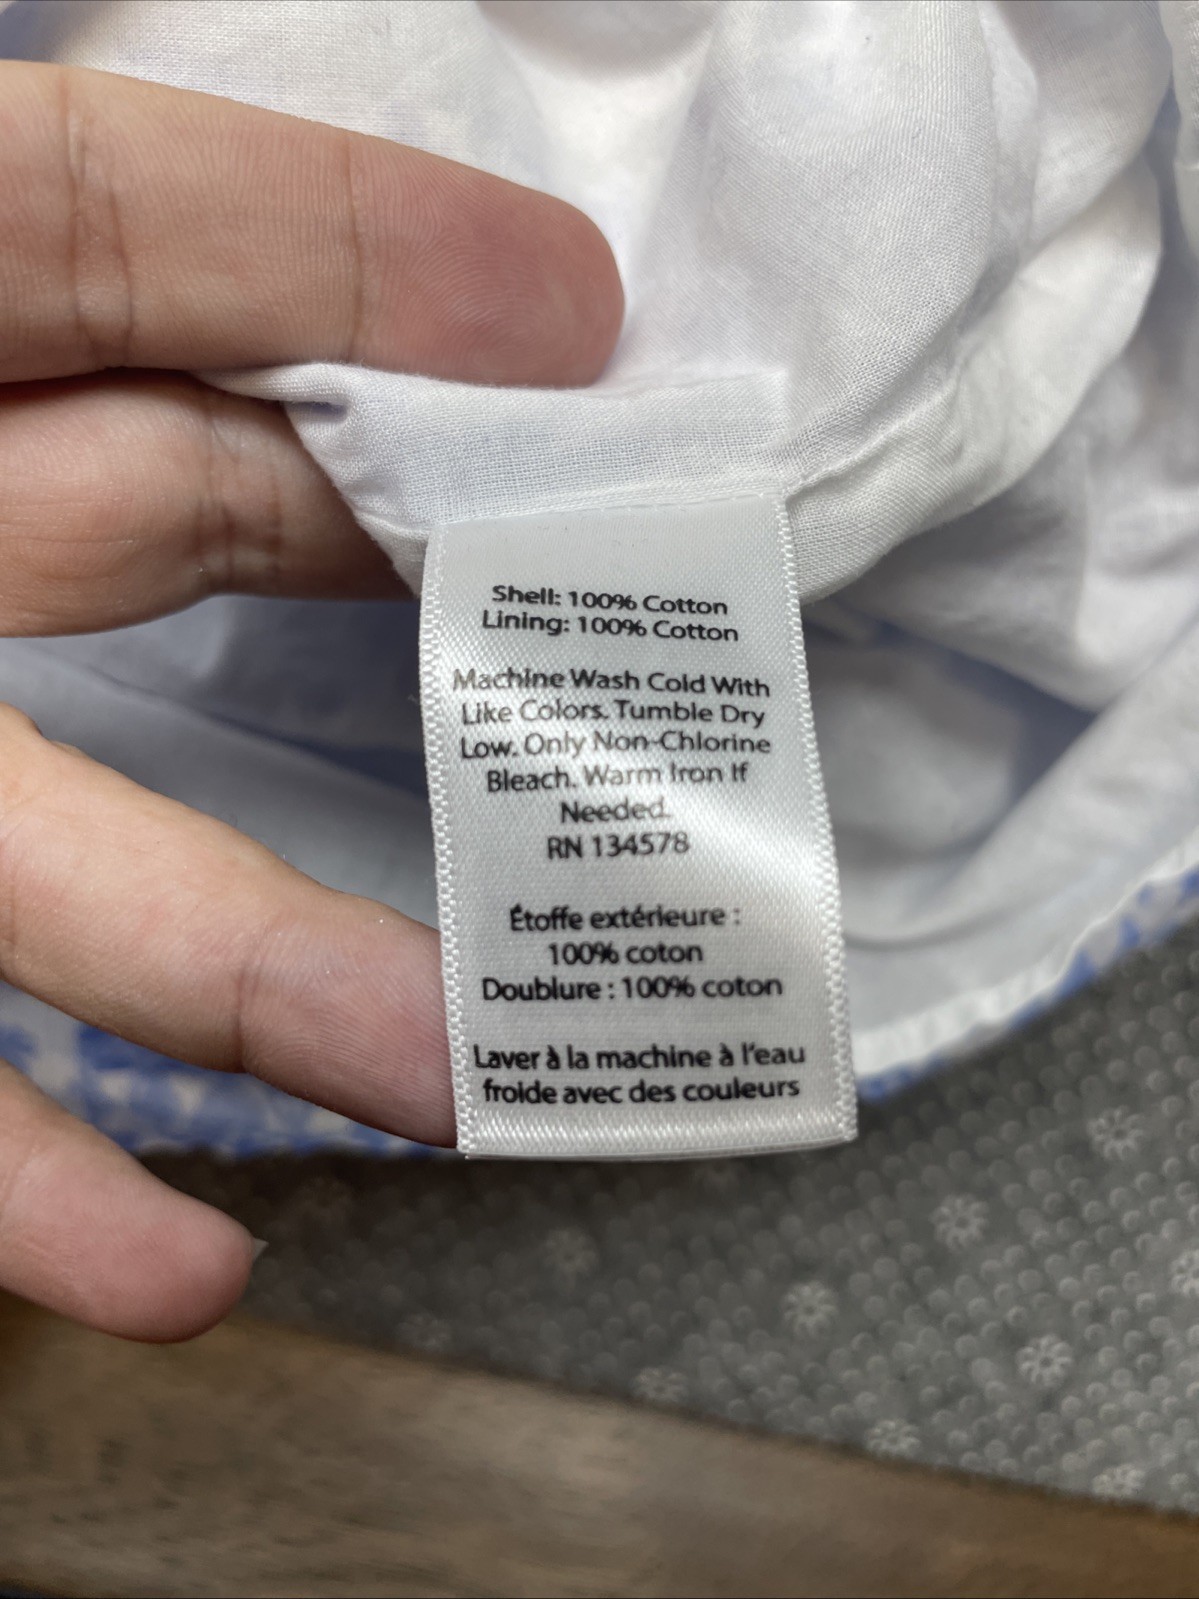 Shell: 100% Cotton
Lining: 100% Cotton
Machine Wash Cold With
Like Colors. Tumble Dry
Low. Only Non-Chlorine
Bleach. Warm Iron If
Needed.
RN 134578
Étoffe extérieure :
100% coton
Doublure : 100% coton
Laver à la machine à l'eau
froide avec des couleurs